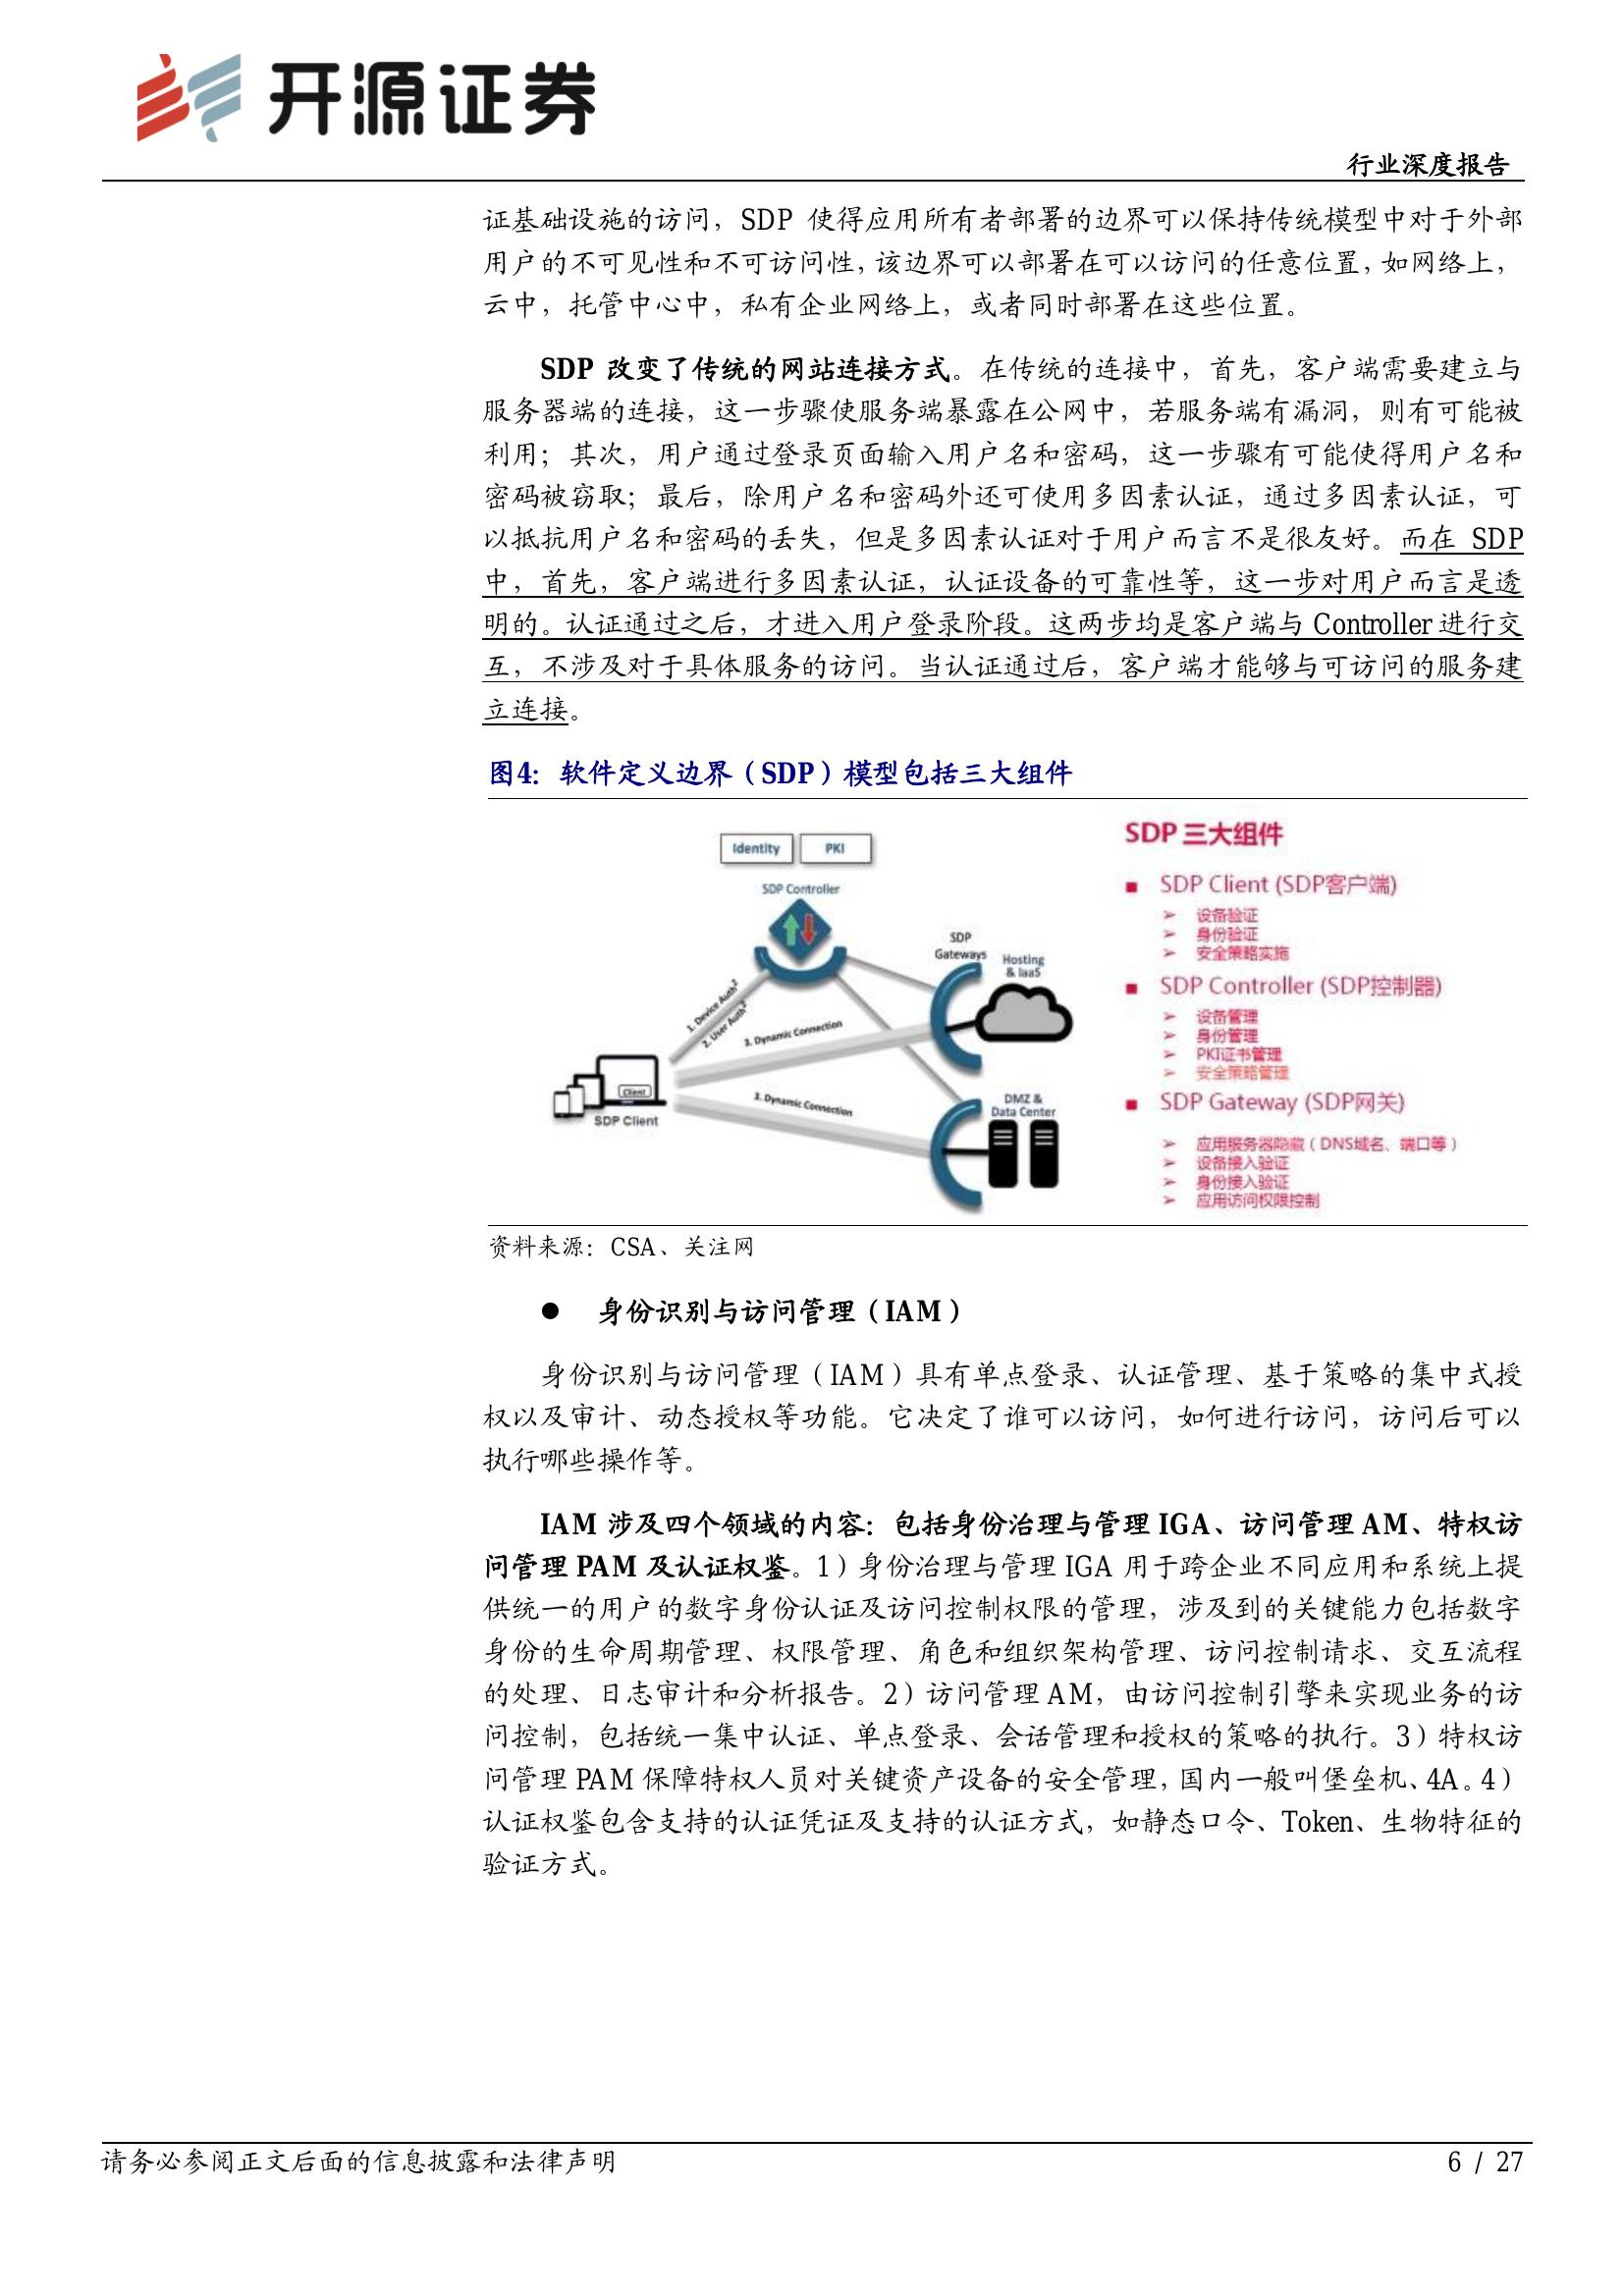 开源证券
行业深度报告
证基础设施的访问，SDP 使得应用所有者部署的边界可以保持传统模型中对于外部
用户的不可见性和不可访问性，该边界可以部署在可以访问的任意位置，如网络上，
云中，托管中心中，私有企业网络上，或者同时部署在这些位置。
SDP 改变了传统的网站连接方式。在传统的连接中，首先，客户端需要建立与
服务器端的连接，这一步骤使服务端暴露在公网中，若服务端有漏洞，则有可能被
利用；其次，用户通过登录页面输入用户名和密码，这一步骤有可能使得用户名和
密码被窃取；最后，除用户名和密码外还可使用多因素认证，通过多因素认证，可
以抵抗用户名和密码的丢失，但是多因素认证对于用户而言不是很友好。而在 SDP
中，首先，客户端进行多因素认证，认证设备的可靠性等，这一步对用户而言是透
明的。认证通过之后，才进入用户登录阶段。这两步均是客户端与 Controller 进行交
互，不涉及对于具体服务的访问。当认证通过后，客户端才能够与可访问的服务建
立连接。
图4：软件定义边界（SDP）模型包括三大组件
Identity PKI
SDP Controller
SDP
Gateways
Hosting
& IaaS
1. Device Auth²
2. User Auth²
3. Dynamic Connection
Client
SDP Client
3. Dynamic Connection
DMZ &
Data Center
SDP 三大组件
■ SDP Client (SDP客户端)
➢ 设备验证
➢ 身份验证
➢ 安全策略实施
■ SDP Controller (SDP控制器)
➢ 设备管理
➢ 身份管理
➢ PKI证书管理
➢ 安全策略管理
■ SDP Gateway (SDP网关)
➢ 应用服务器隐藏（DNS域名、端口等）
➢ 设备接入验证
➢ 身份接入验证
➢ 应用访问权限控制
资料来源：CSA、关注网
● 身份识别与访问管理（IAM）
身份识别与访问管理（IAM）具有单点登录、认证管理、基于策略的集中式授
权以及审计、动态授权等功能。它决定了谁可以访问，如何进行访问，访问后可以
执行哪些操作等。
IAM 涉及四个领域的内容：包括身份治理与管理 IGA、访问管理 AM、特权访
问管理 PAM 及认证权鉴。1）身份治理与管理 IGA 用于跨企业不同应用和系统上提
供统一的用户的数字身份认证及访问控制权限的管理，涉及到的关键能力包括数字
身份的生命周期管理、权限管理、角色和组织架构管理、访问控制请求、交互流程
的处理、日志审计和分析报告。2）访问管理 AM，由访问控制引擎来实现业务的访
问控制，包括统一集中认证、单点登录、会话管理和授权的策略的执行。3）特权访
问管理 PAM 保障特权人员对关键资产设备的安全管理，国内一般叫堡垒机、4A。4）
认证权鉴包含支持的认证凭证及支持的认证方式，如静态口令、Token、生物特征的
验证方式。
请务必参阅正文后面的信息披露和法律声明
6 / 27